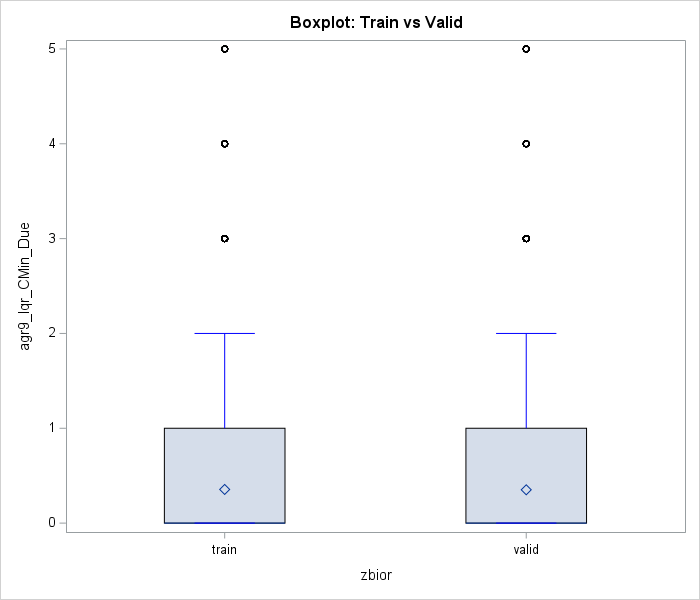 Boxplot: Train vs Valid
5
4
3
2
1
0
agr9_Iqr_CMin_Due
train
valid
zbior